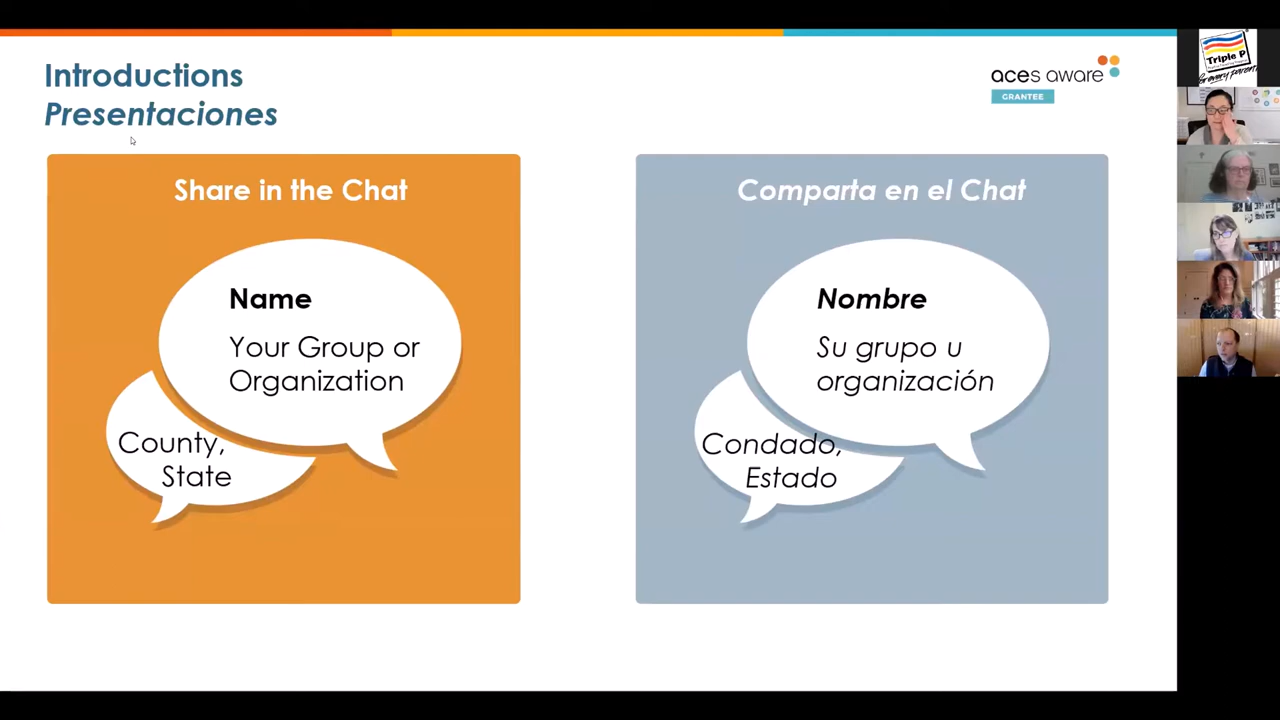 Introductions
Presentaciones
aces aware
GRANTEE
Share in the Chat
Name
Your Group or
Organization
County,
State
Comparta en el Chat
Nombre
Su grupo u
organización
Condado,
Estado
Triple P